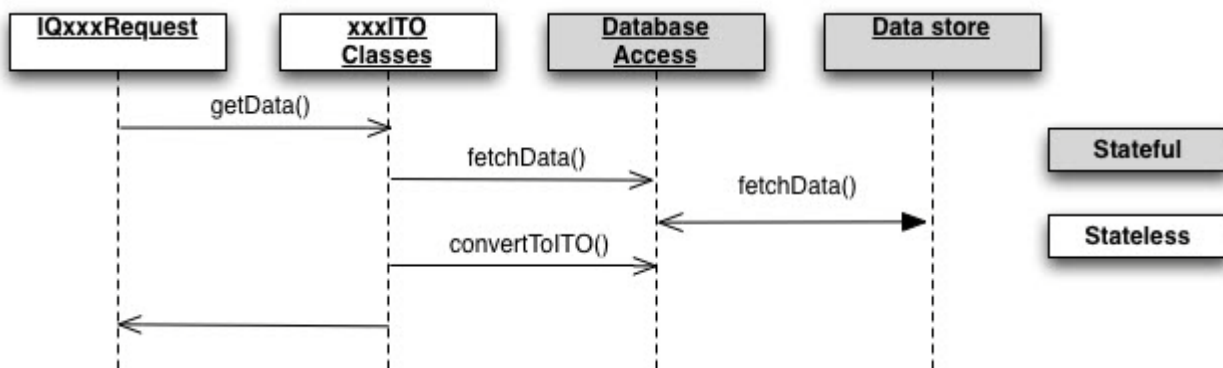 IQxxxRequest
xxxITO
Classes
Database
Access
Data store
getData()
fetchData()
fetchData()
convertToITO()
Stateful
Stateless